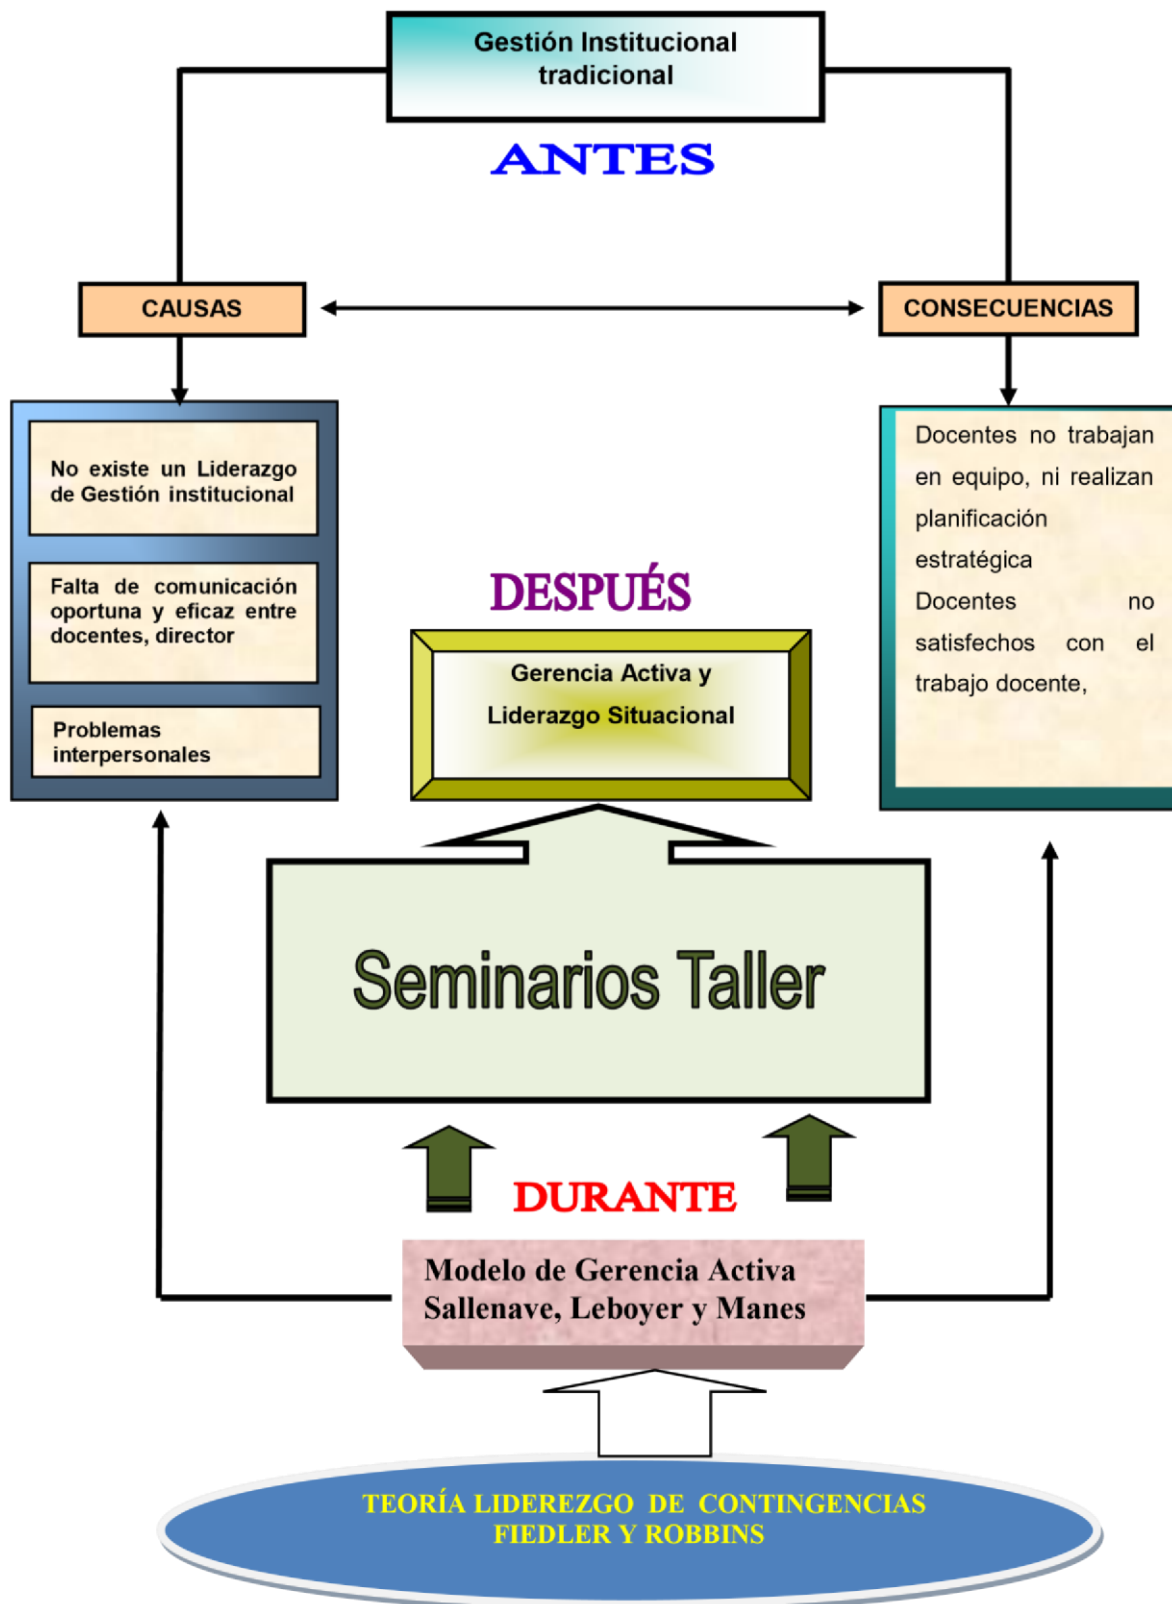 Gestión Institucional
tradicional
ANTES
CAUSAS
CONSECUENCIAS
No existe un Liderazgo
de Gestión institucional
Falta de comunicación
oportuna y eficaz entre
docentes, director
Problemas
interpersonales
Docentes no trabajan
en equipo, ni realizan
planificación
estratégica
Docentes no
satisfechos con el
trabajo docente,
DESPUÉS
Gerencia Activa y
Liderazgo Situacional
Seminarios Taller
DURANTE
Modelo de Gerencia Activa
Sallenave, Leboyer y Manes
TEORÍA LIDEREZGO DE CONTINGENCIAS
FIEDLER Y ROBBINS